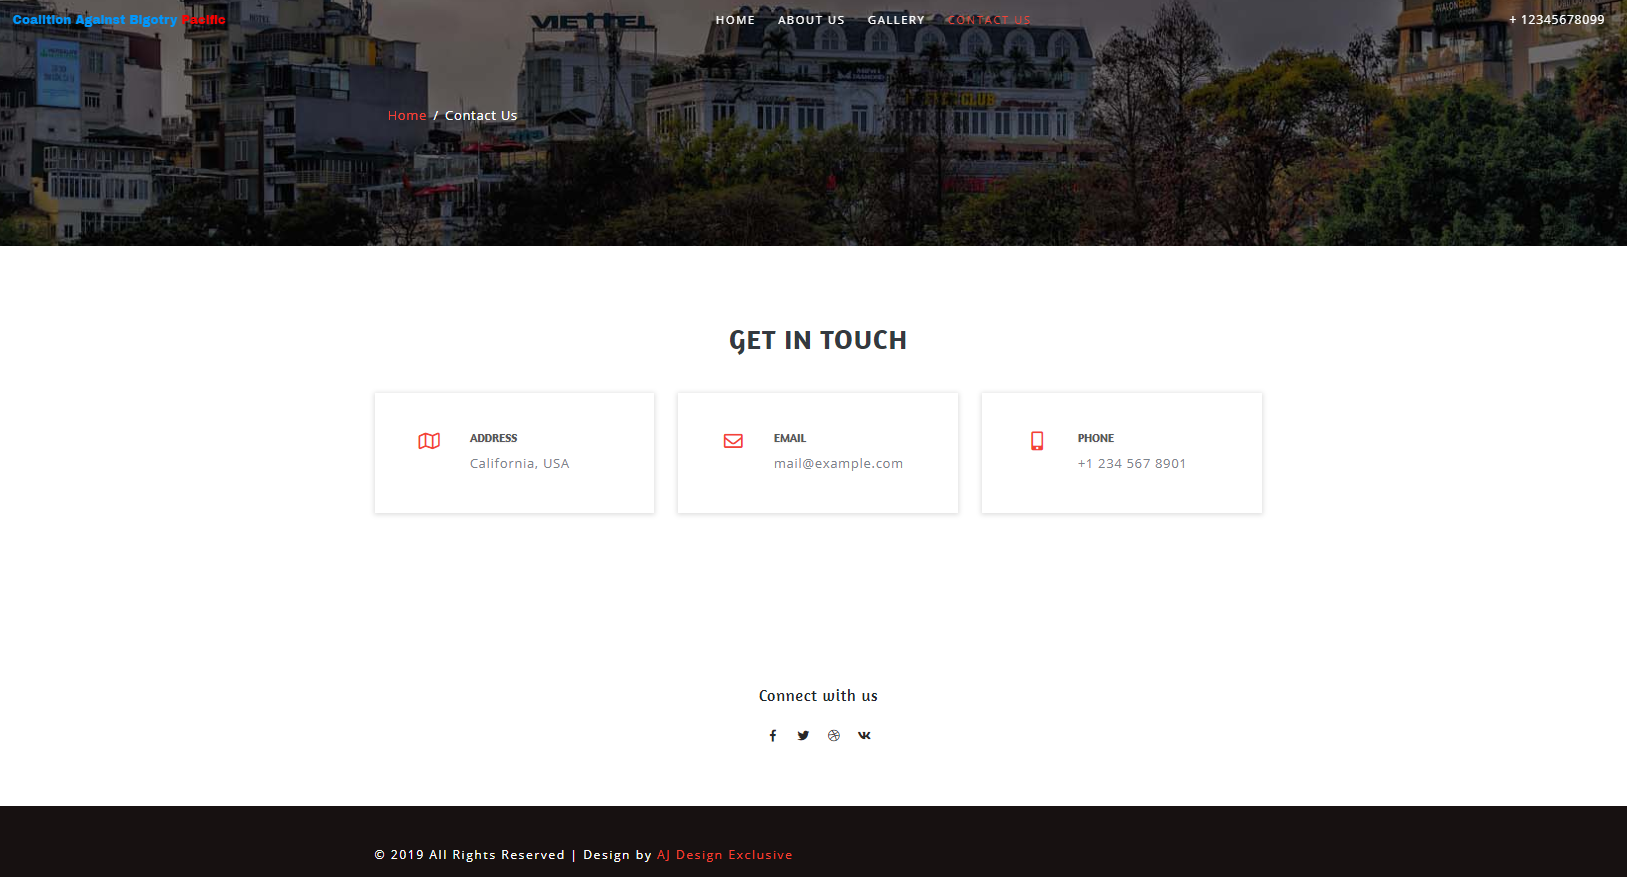 Coalition Against Bigotry Pacific
HOME ABOUT US GALLERY CONTACT US
+ 12345678099
VIETTEL
Home / Contact Us
GET IN TOUCH
ADDRESS
California, USA
EMAIL
mail@example.com
PHONE
+1 234 567 8901
Connect with us
© 2019 All Rights Reserved | Design by AJ Design Exclusive